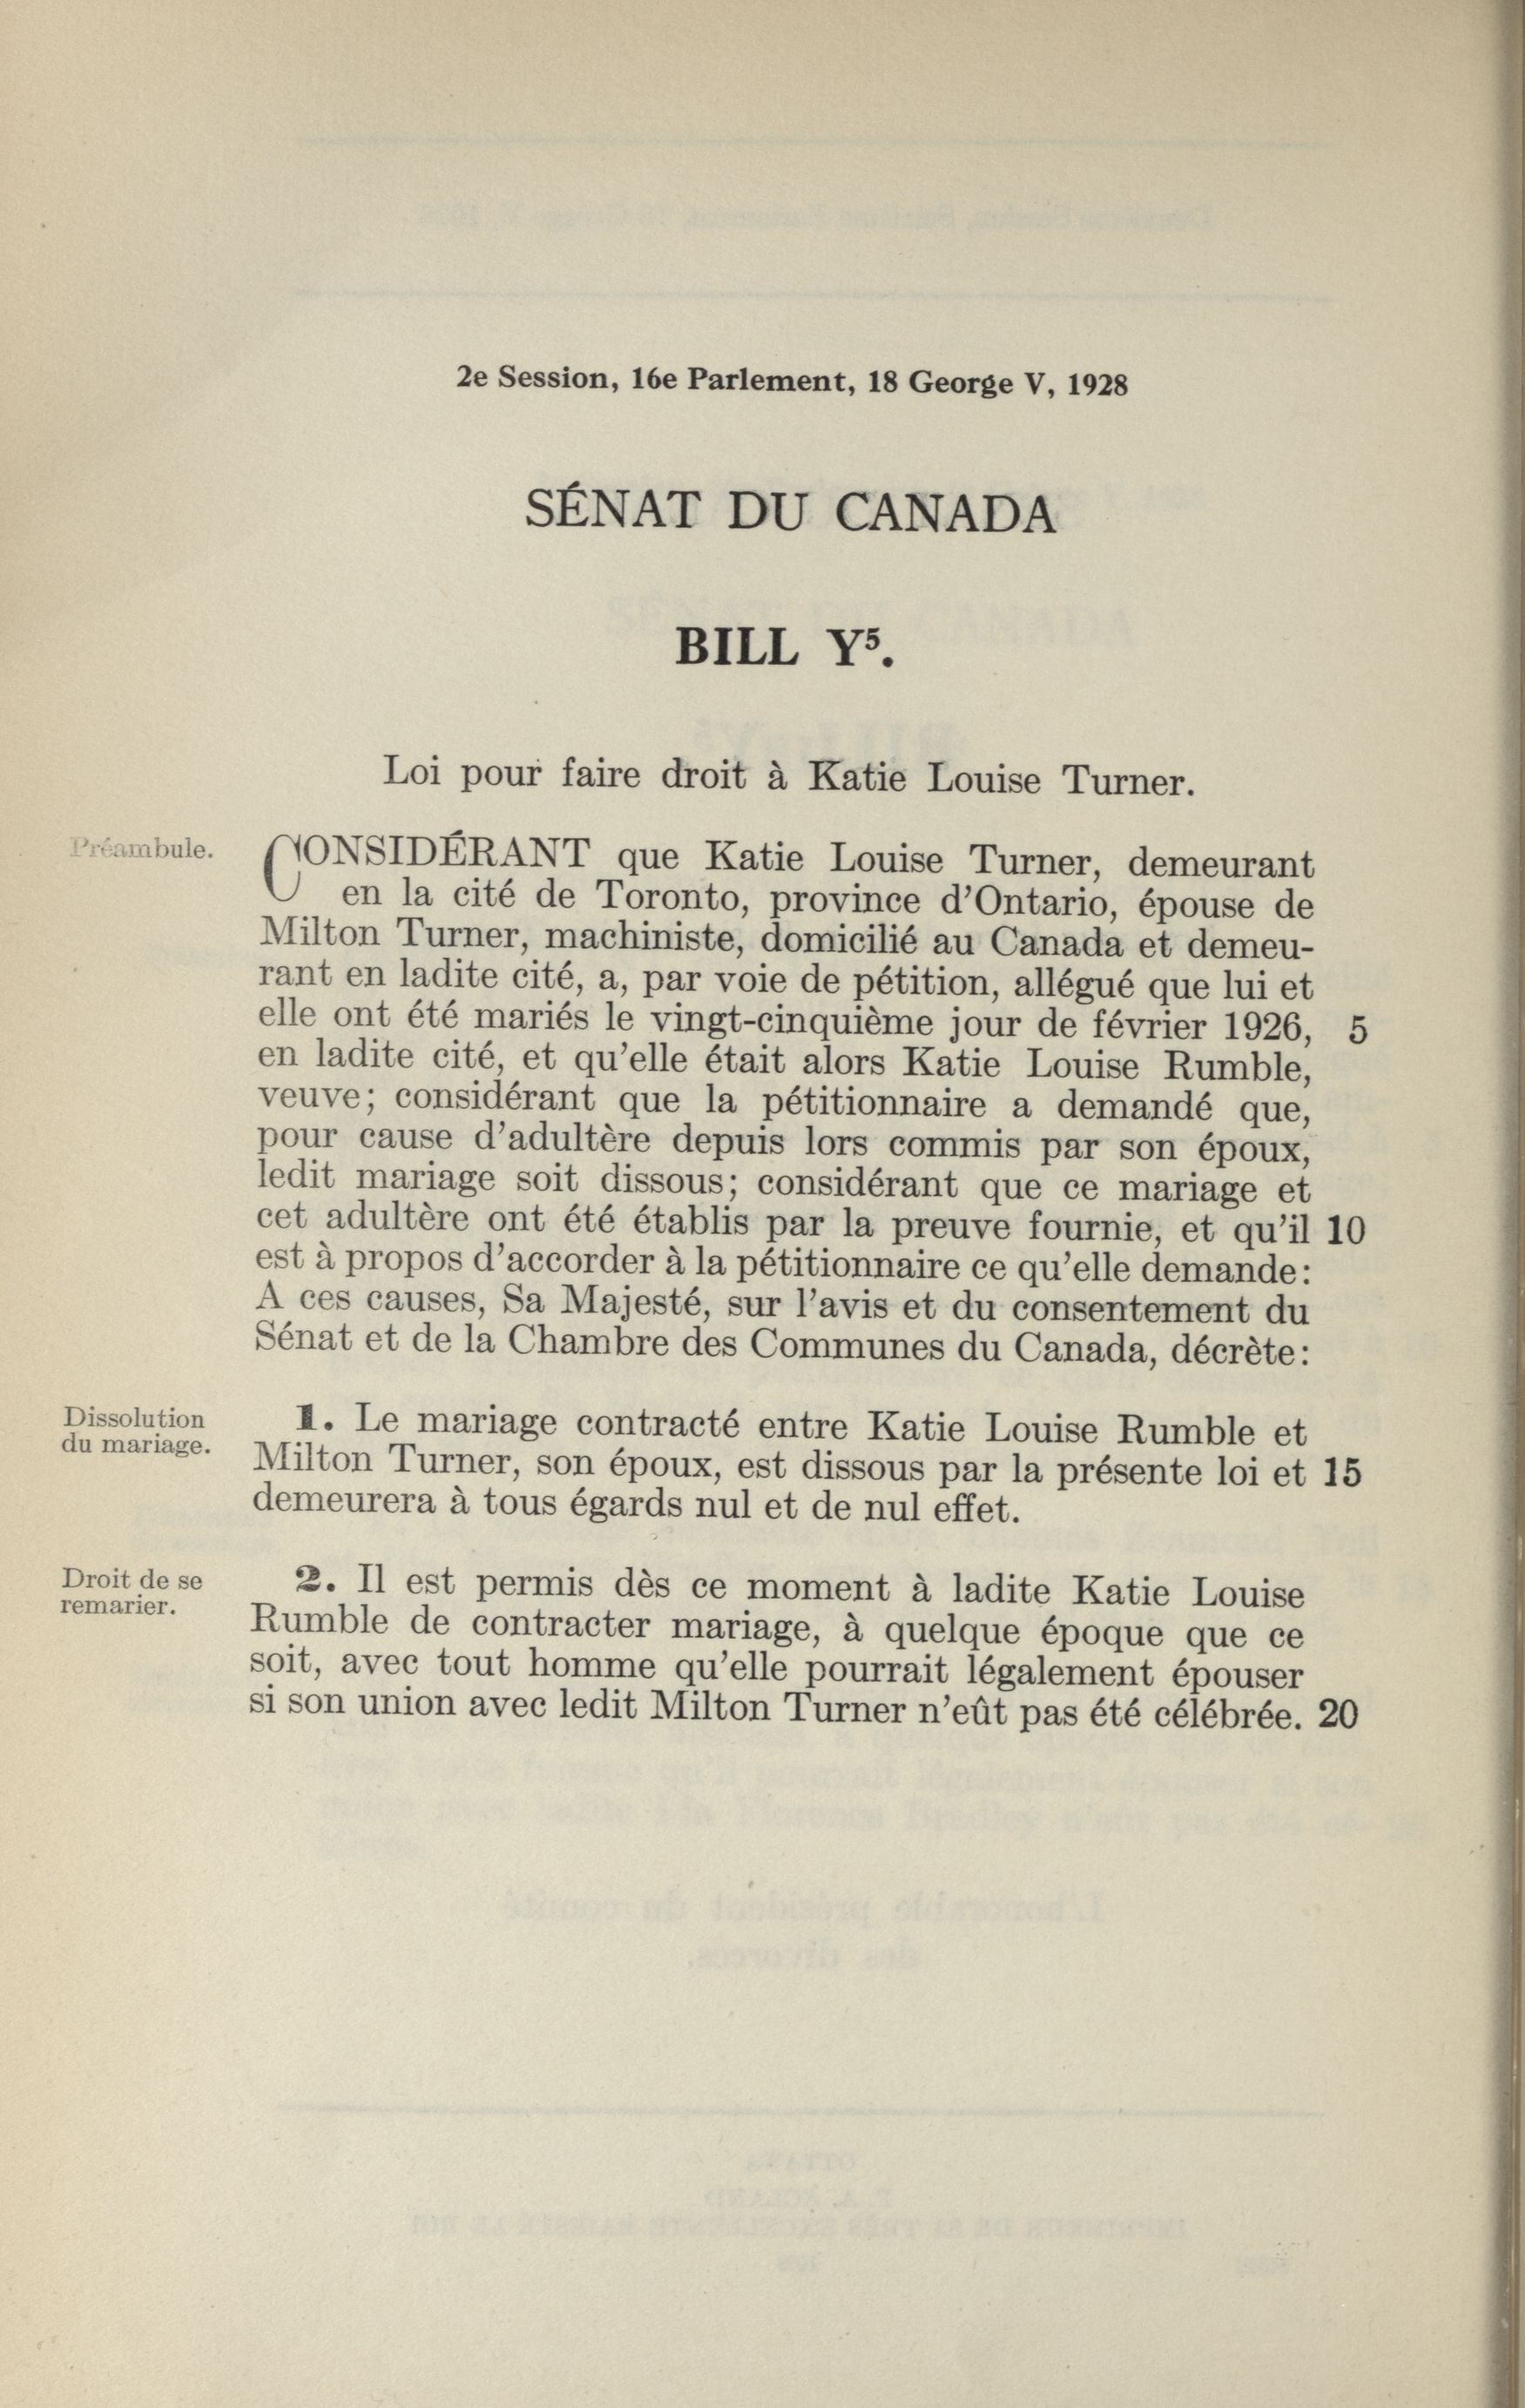 2e Session, 16e Parlement, 18 George V, 1928
SÉNAT DU CANADA
BILL Y⁵.
Loi pour faire droit à Katie Louise Turner.
Préambule.
CONSIDÉRANT que Katie Louise Turner, demeurant
en la cité de Toronto, province d'Ontario, épouse de
Milton Turner, machiniste, domicilié au Canada et demeu-
rant en ladite cité, a, par voie de pétition, allégué que lui et
elle ont été mariés le vingt-cinquième jour de février 1926, 5
en ladite cité, et qu'elle était alors Katie Louise Rumble,
veuve; considérant que la pétitionnaire a demandé que,
pour cause d'adultère depuis lors commis par son époux,
ledit mariage soit dissous; considérant que ce mariage et
cet adultère ont été établis par la preuve fournie, et qu'il 10
est à propos d'accorder à la pétitionnaire ce qu'elle demande:
A ces causes, Sa Majesté, sur l'avis et du consentement du
Sénat et de la Chambre des Communes du Canada, décrète:
Dissolution
du mariage.
1. Le mariage contracté entre Katie Louise Rumble et
Milton Turner, son époux, est dissous par la présente loi et 15
demeurera à tous égards nul et de nul effet.
Droit de se
remarier.
2. Il est permis dès ce moment à ladite Katie Louise
Rumble de contracter mariage, à quelque époque que ce
soit, avec tout homme qu'elle pourrait légalement épouser
si son union avec ledit Milton Turner n'eût pas été célébrée. 20